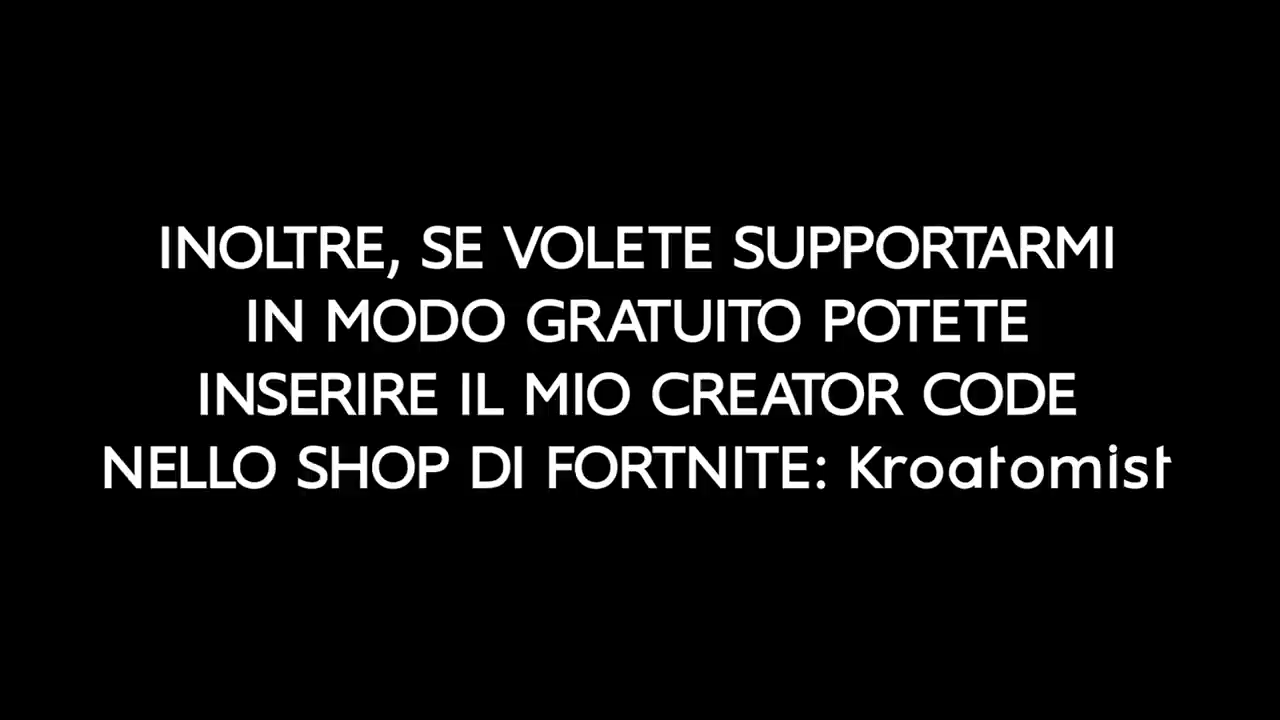 INOLTRE, SE VOLETE SUPPORTARMI
IN MODO GRATUITO POTETE
INSERIRE IL MIO CREATOR CODE
NELLO SHOP DI FORTNITE: Kroatomist